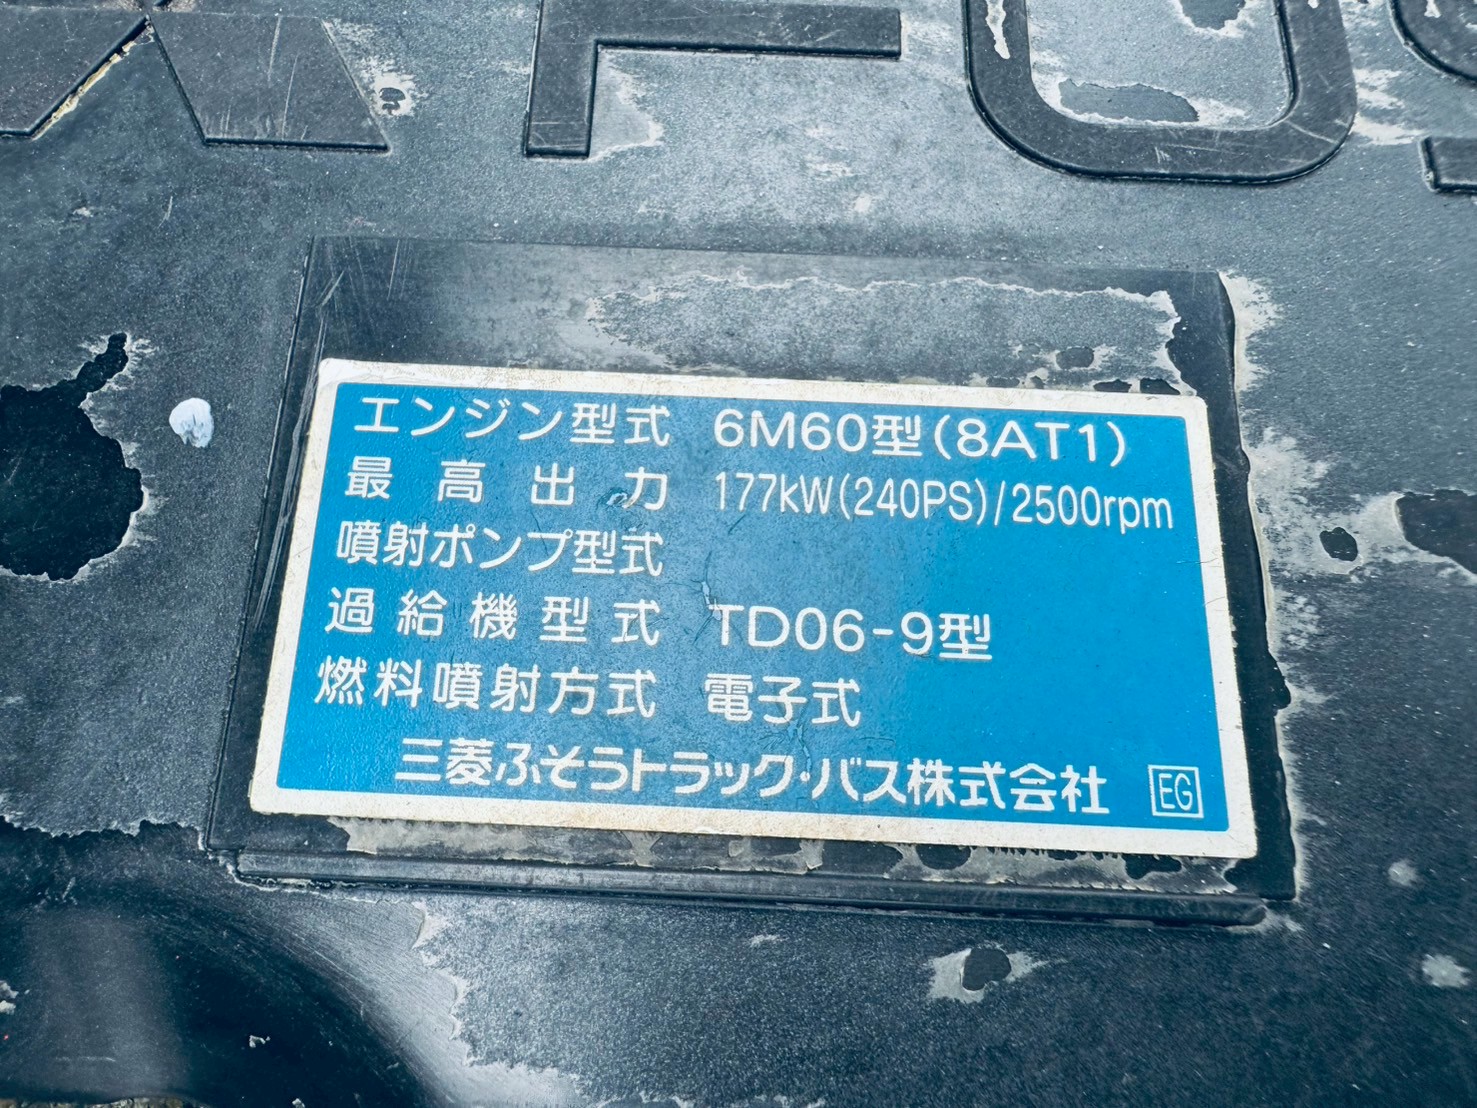 FUS
エンジン型式 6M60型(8AT1)
最高出力 177kW(240PS)/2500rpm
噴射ポンプ型式
過給機型式 TD06-9型
燃料噴射方式 電子式
三菱ふそうトラック・バス株式会社 EG